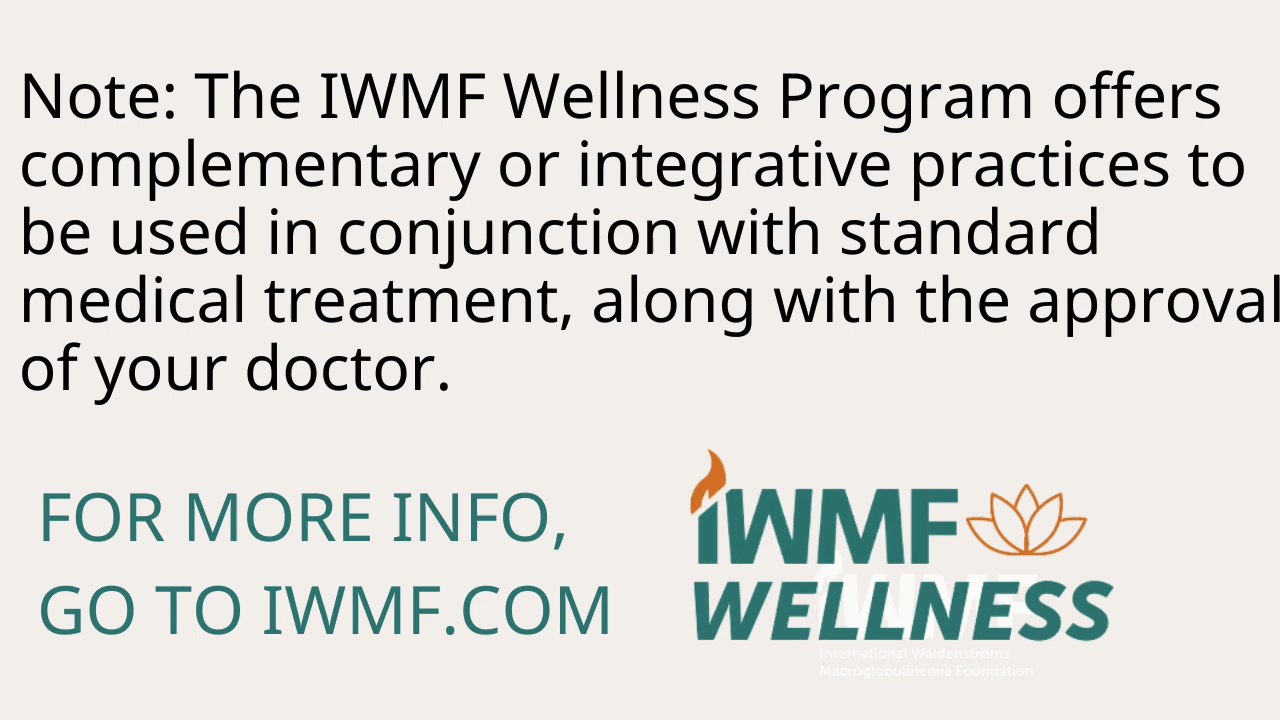 Note: The IWMF Wellness Program offers
complementary or integrative practices to
be used in conjunction with standard
medical treatment, along with the approval
of your doctor.
FOR MORE INFO,
GO TO IWMF.COM
IWMF
WELLNESS
IWMF
International Waldenstrom's
Macroglobulinemia Foundation